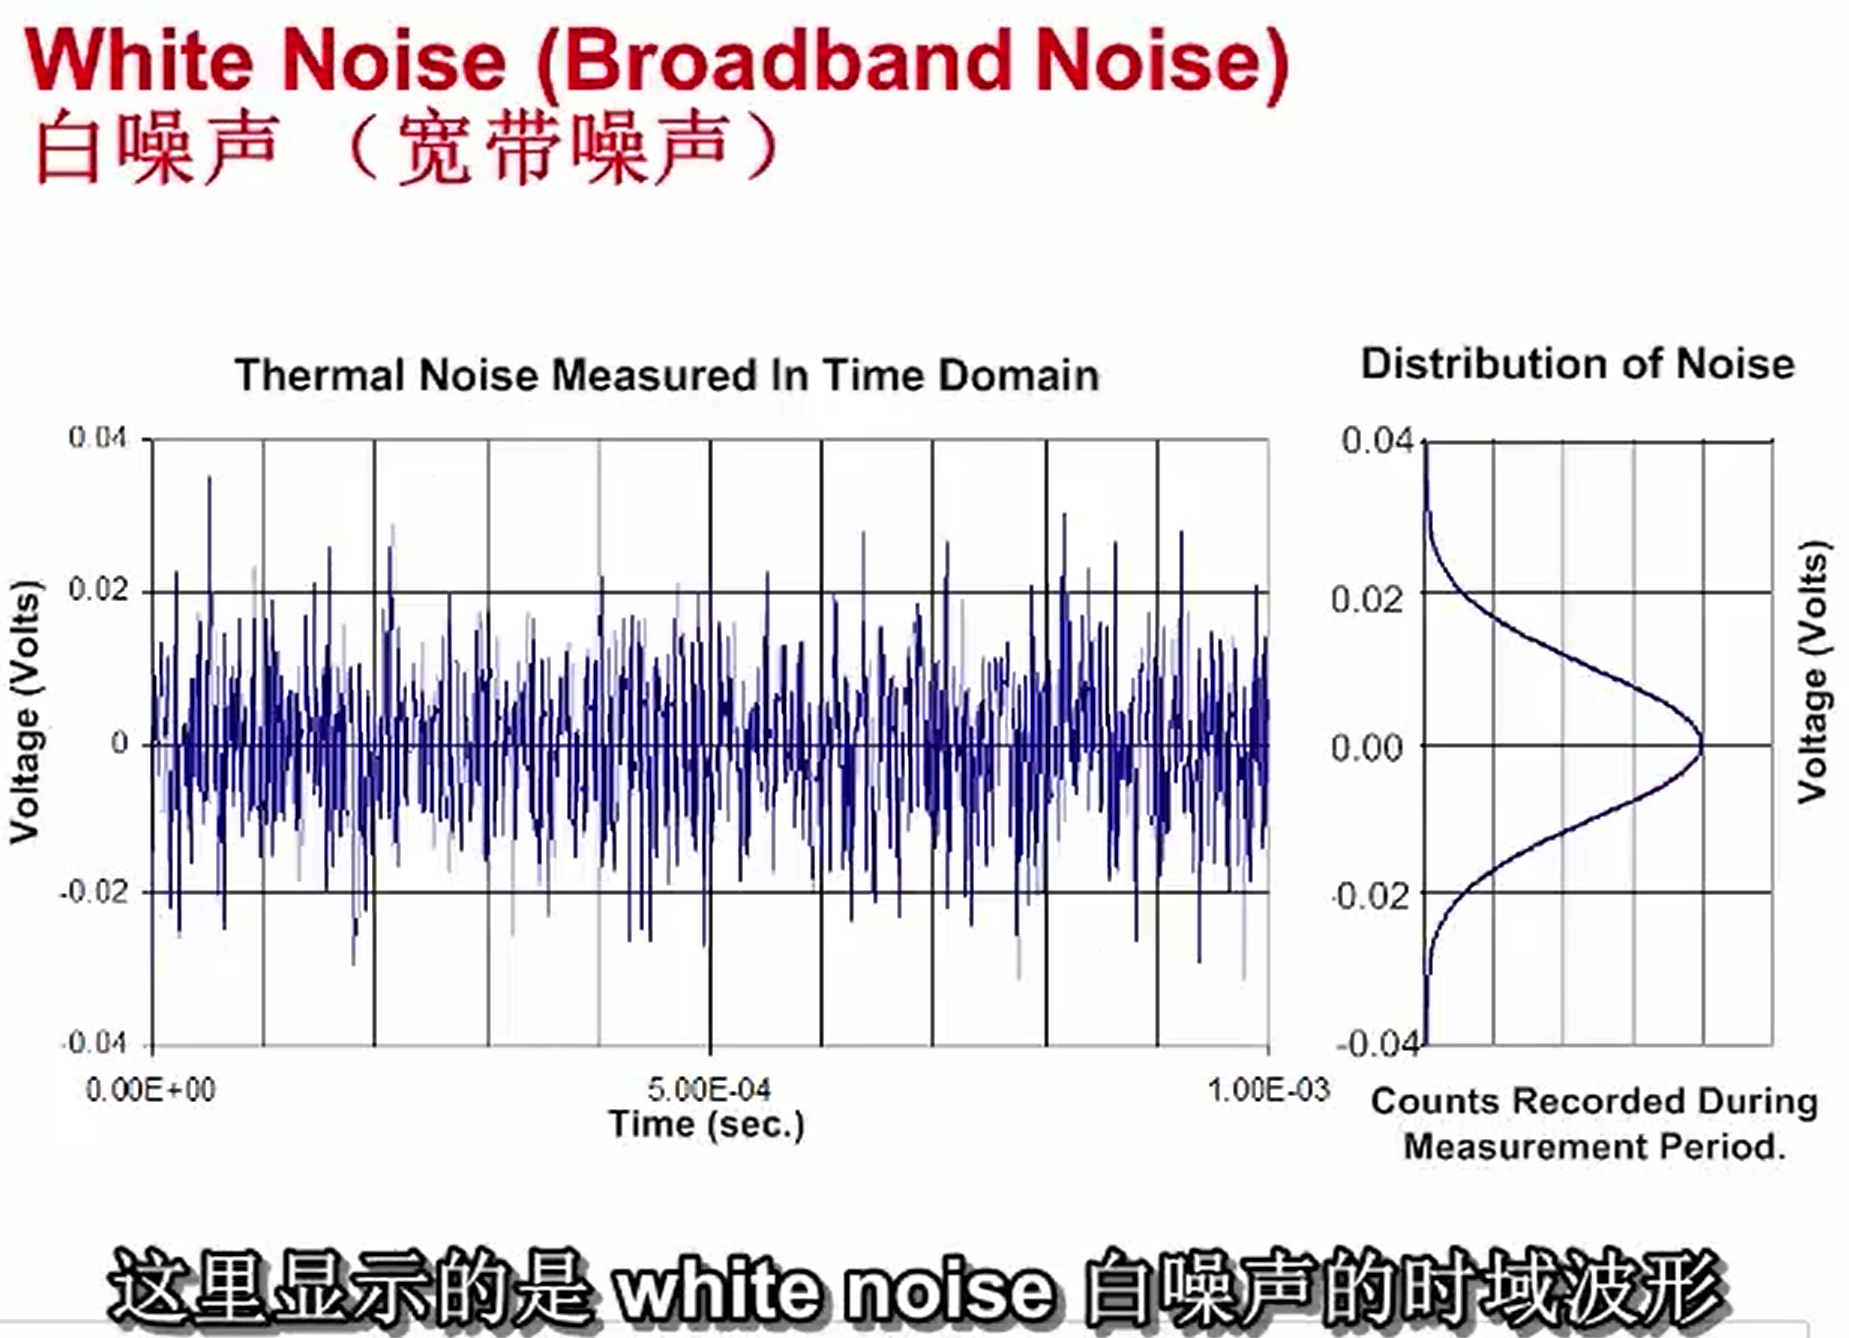 White Noise (Broadband Noise)
白噪声 （宽带噪声）
Thermal Noise Measured In Time Domain
0.04
0.02
0
-0.02
-0.04
Voltage (Volts)
0.00E+00
5.00E-04
1.00E-03
Time (sec.)
Distribution of Noise
0.04
0.02
0.00
-0.02
-0.04
Voltage (Volts)
Counts Recorded During
Measurement Period.
这里显示的是 white noise 白噪声的时域波形